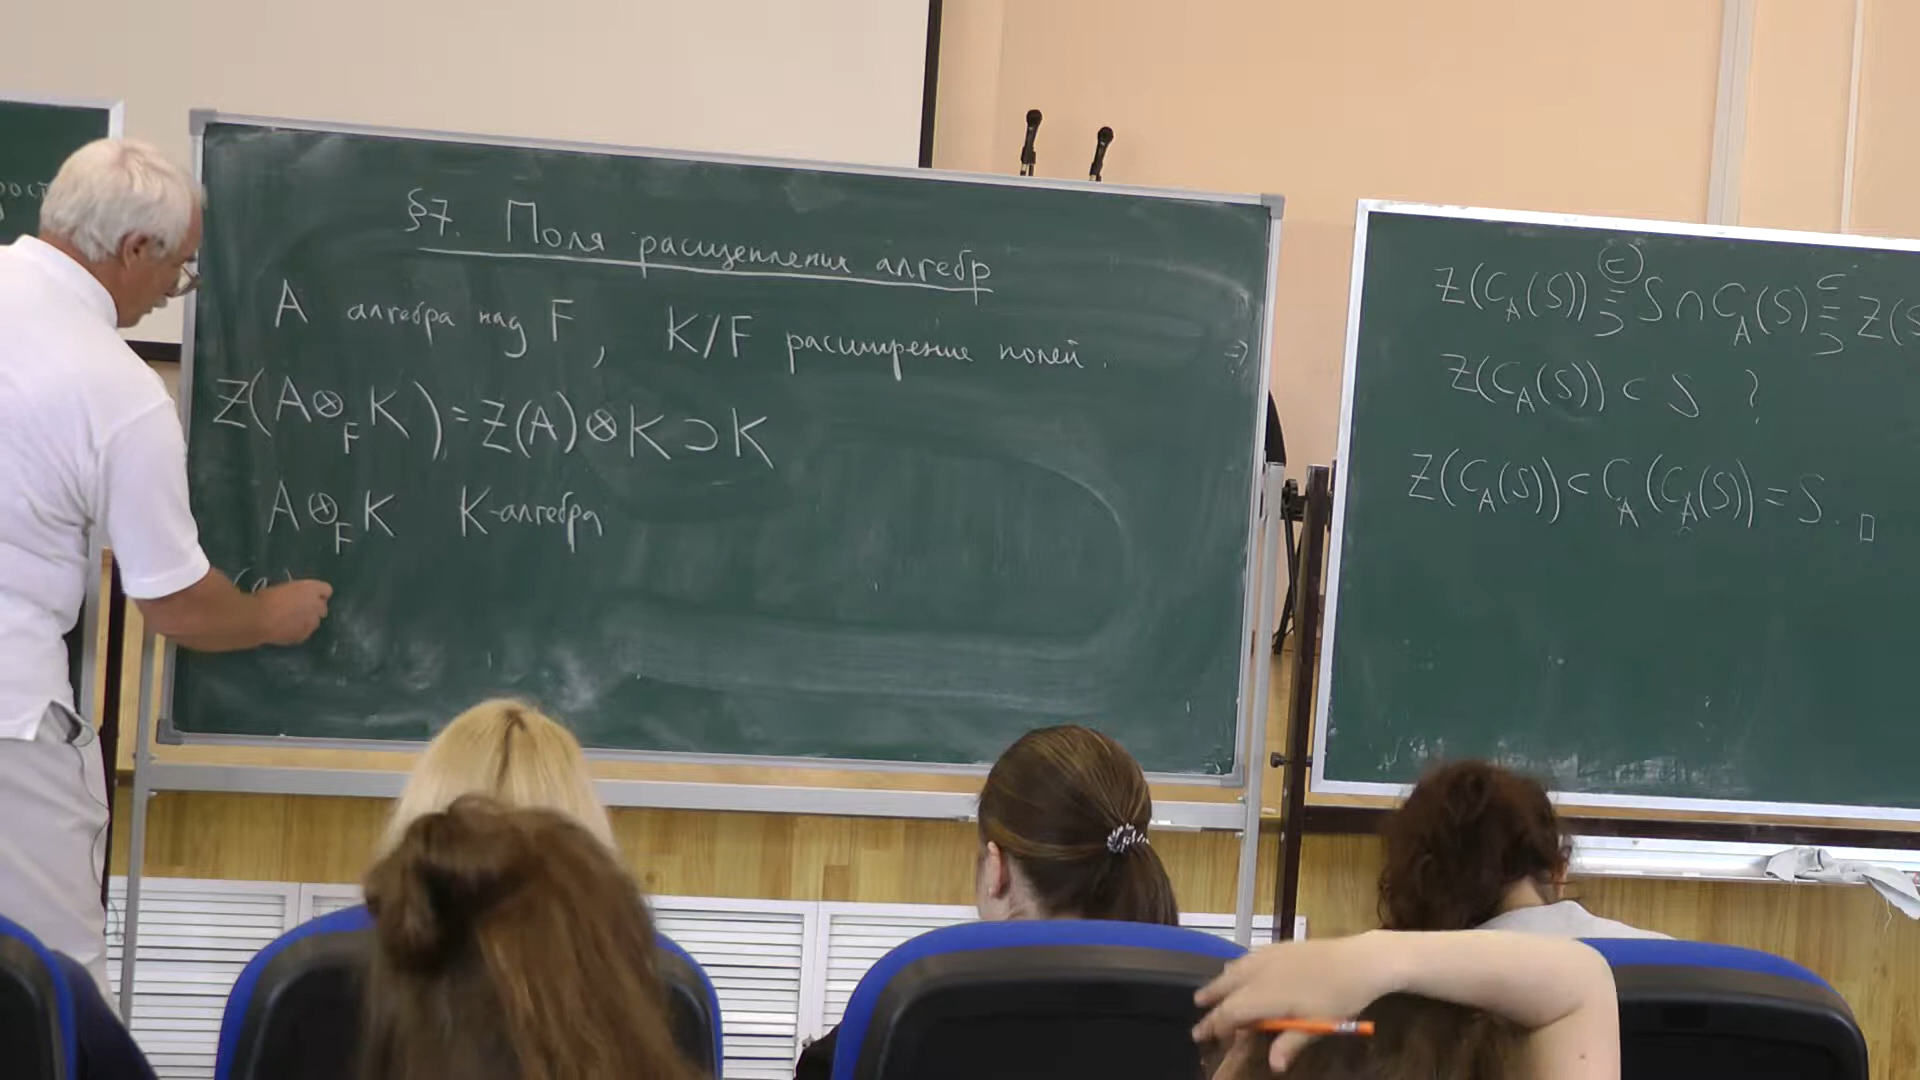 §7. Поля расщепления алгебр
A алгебра над F, K/F расширение полей.
Z(A⊗_F K) = Z(A)⊗K ⊃ K
A⊗_F K K-алгебра
Z(C_A(S)) S∩C_A(S) Z(S
Z(C_A(S)) ⊂ S ?
Z(C_A(S)) ⊂ C_A(C_A(S)) = S. □